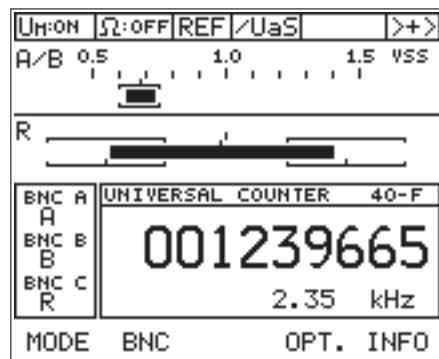 UM:ON Ω:OFF REF /UaS >+>
A/B 0.5 1.0 1.5 VSS
R
BNC A UNIVERSAL COUNTER 40-F
A
BNC B 001239665
B
BNC C
R 2.35 kHz
MODE BNC OPT. INFO